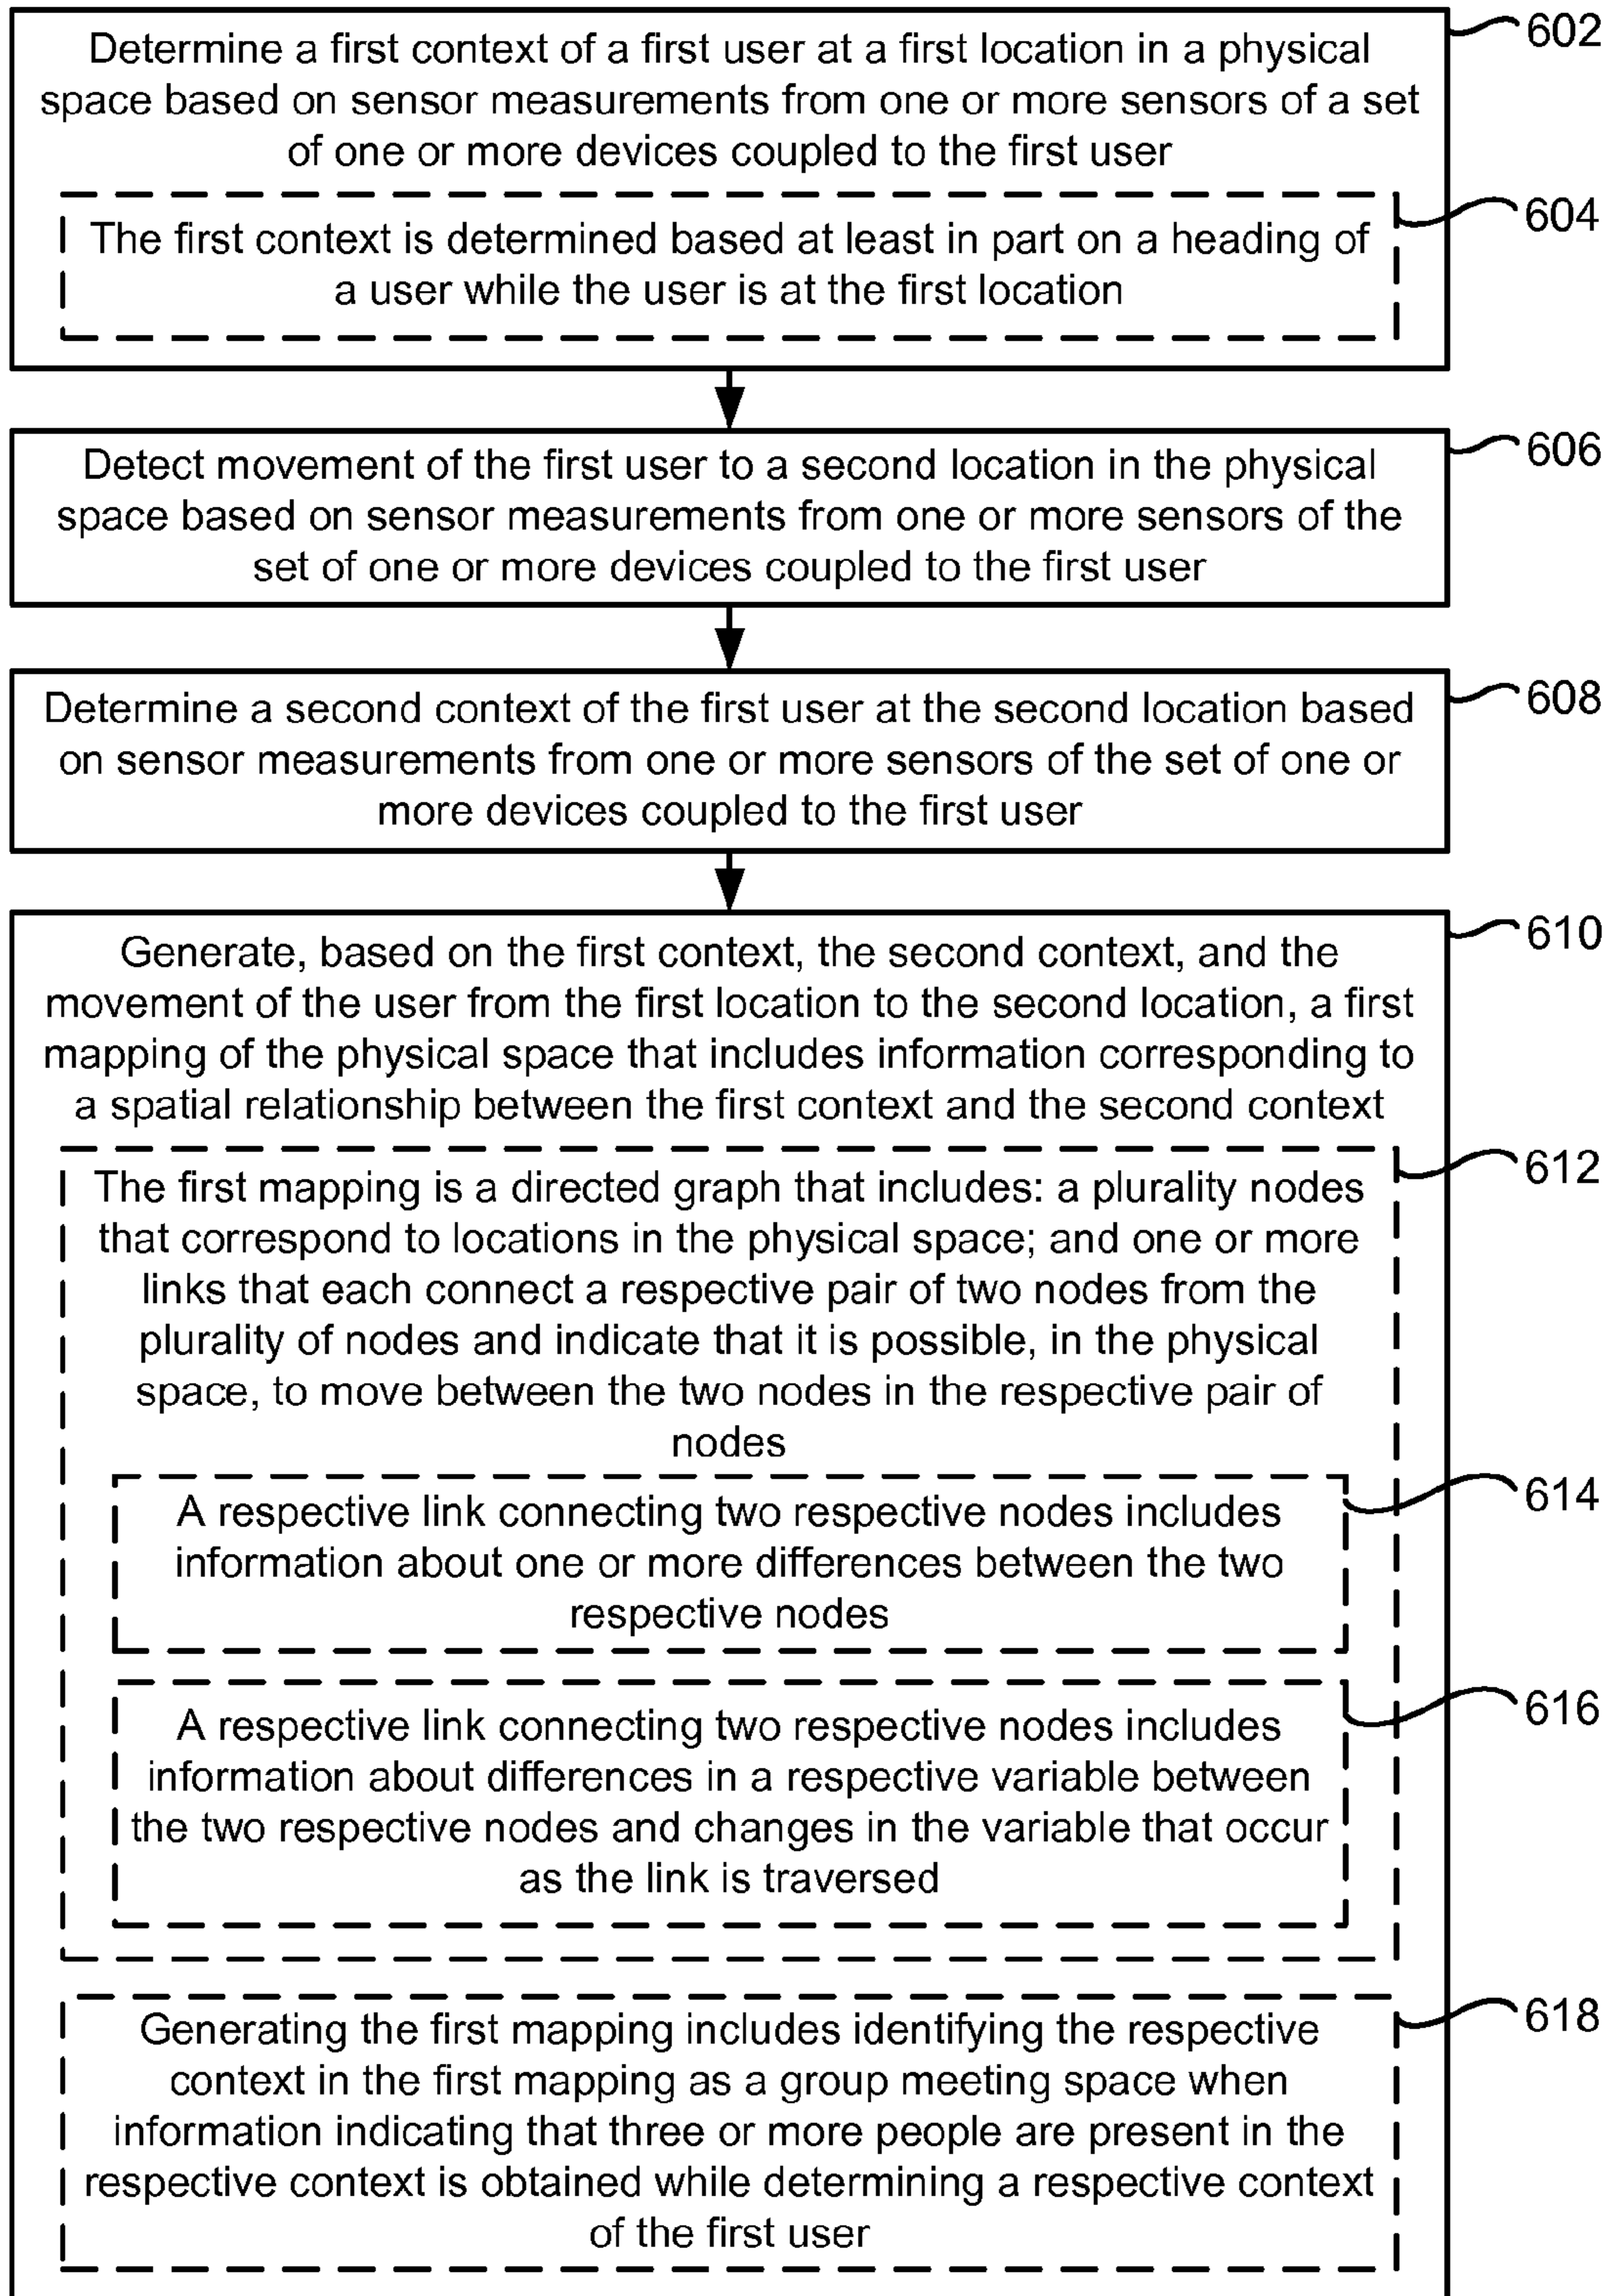 602
Determine a first context of a first user at a first location in a physical
space based on sensor measurements from one or more sensors of a set
of one or more devices coupled to the first user
604
The first context is determined based at least in part on a heading of
a user while the user is at the first location
606
Detect movement of the first user to a second location in the physical
space based on sensor measurements from one or more sensors of the
set of one or more devices coupled to the first user
608
Determine a second context of the first user at the second location based
on sensor measurements from one or more sensors of the set of one or
more devices coupled to the first user
610
Generate, based on the first context, the second context, and the
movement of the user from the first location to the second location, a first
mapping of the physical space that includes information corresponding to
a spatial relationship between the first context and the second context
612
The first mapping is a directed graph that includes: a plurality nodes
that correspond to locations in the physical space; and one or more
links that each connect a respective pair of two nodes from the
plurality of nodes and indicate that it is possible, in the physical
space, to move between the two nodes in the respective pair of
nodes
614
A respective link connecting two respective nodes includes
information about one or more differences between the two
respective nodes
616
A respective link connecting two respective nodes includes
information about differences in a respective variable between
the two respective nodes and changes in the variable that occur
as the link is traversed
618
Generating the first mapping includes identifying the respective
context in the first mapping as a group meeting space when
information indicating that three or more people are present in the
respective context is obtained while determining a respective context
of the first user